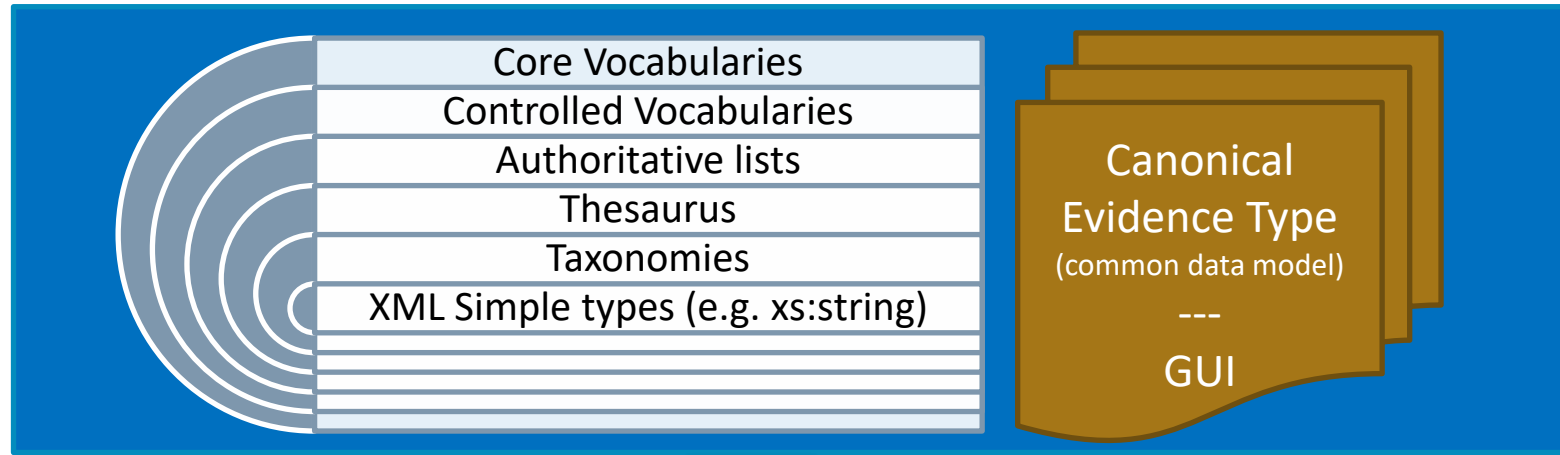 Core Vocabularies
Controlled Vocabularies
Authoritative lists
Thesaurus
Taxonomies
XML Simple types (e.g. xs:string)
Canonical
Evidence Type
(common data model)
---
GUI